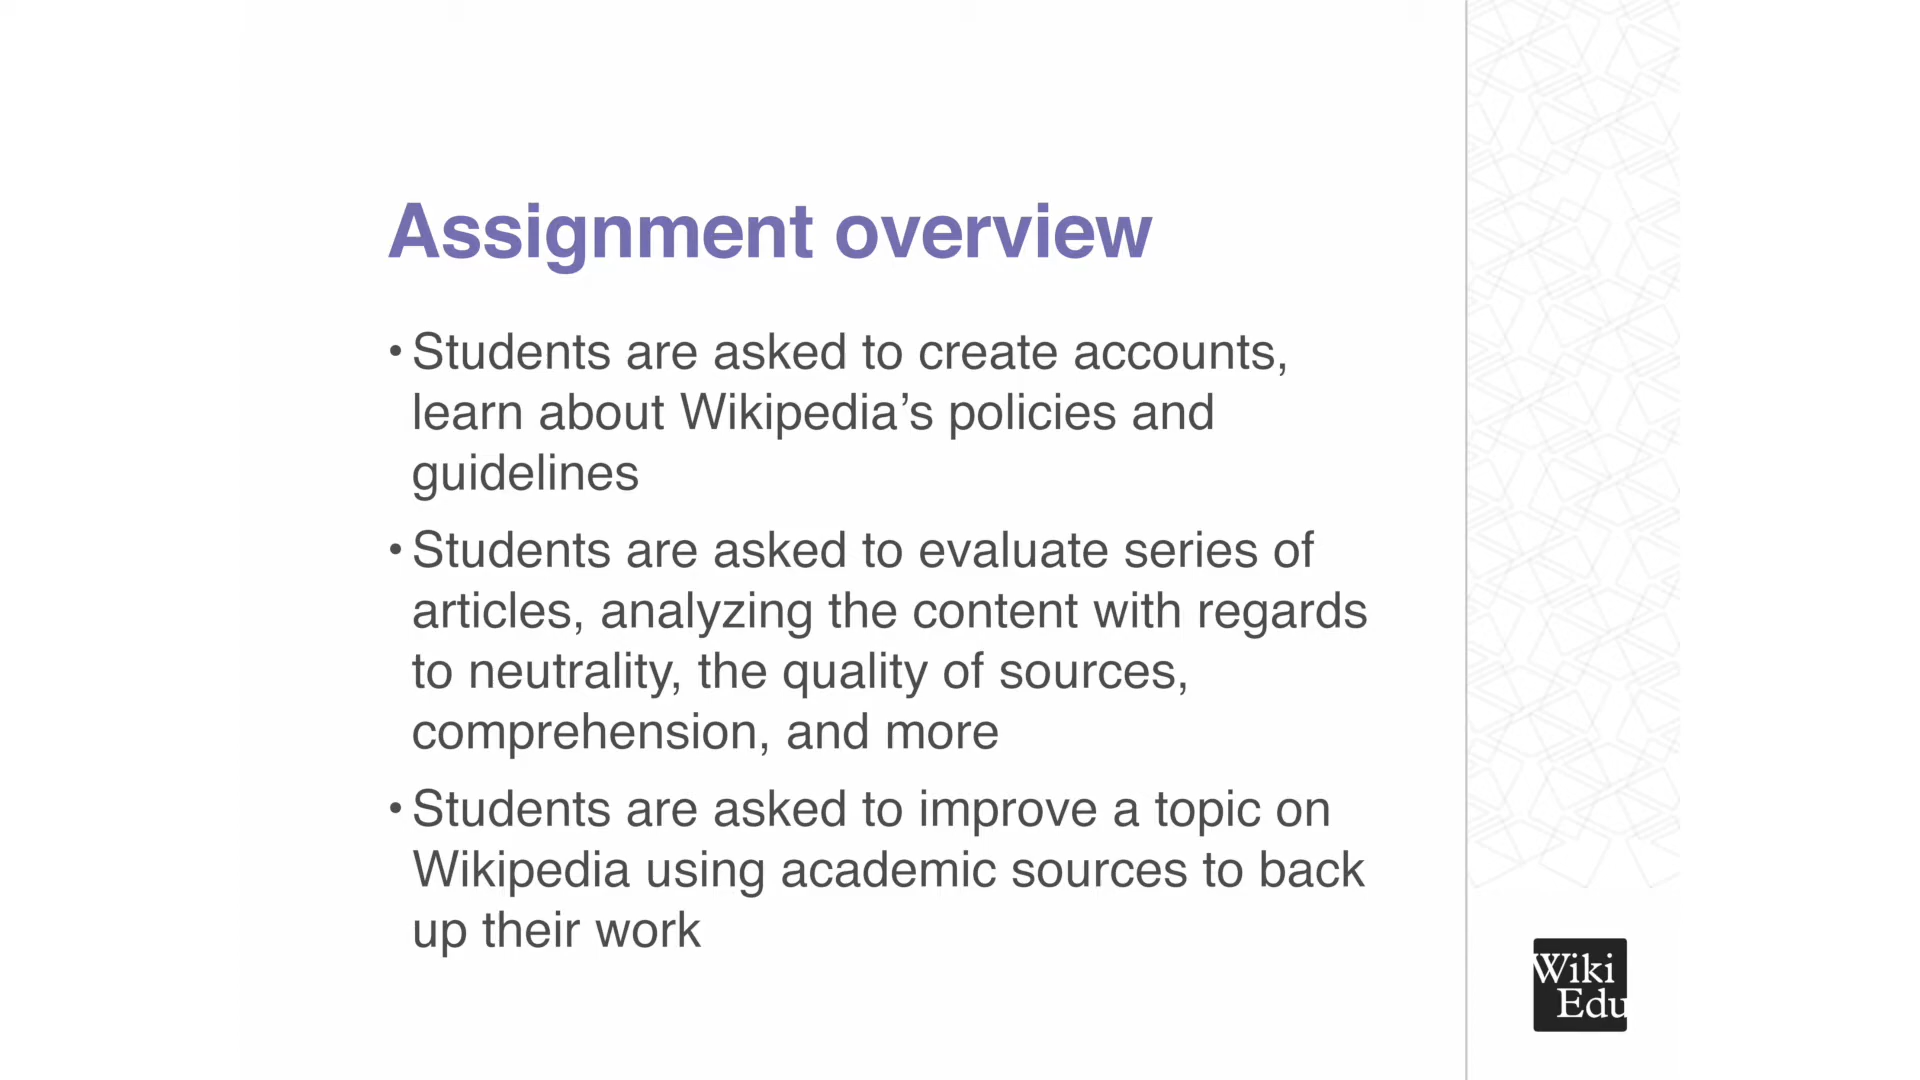 Assignment overview
• Students are asked to create accounts,
learn about Wikipedia’s policies and
guidelines
• Students are asked to evaluate series of
articles, analyzing the content with regards
to neutrality, the quality of sources,
comprehension, and more
• Students are asked to improve a topic on
Wikipedia using academic sources to back
up their work
Wiki
Edu